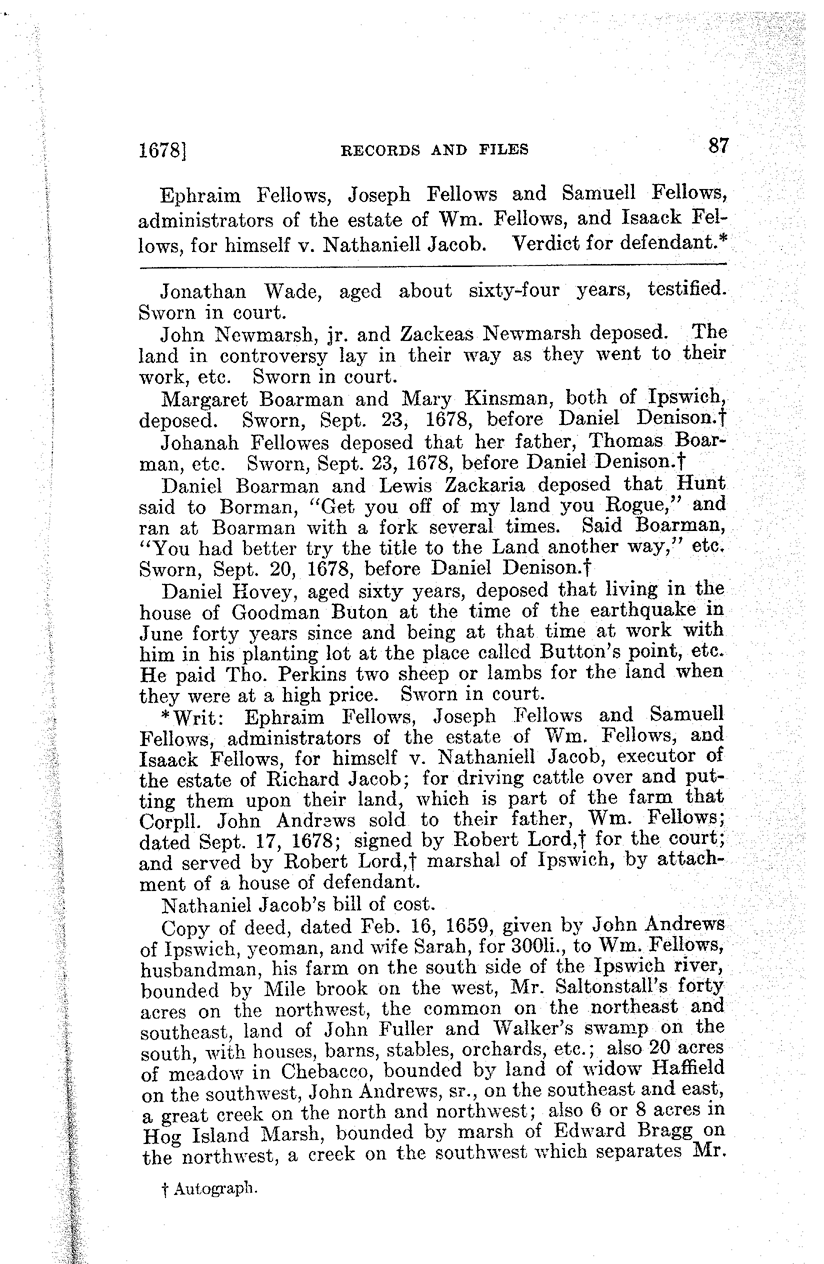 1678] RECORDS AND FILES 87
Ephraim Fellows, Joseph Fellows and Samuell Fellows,
administrators of the estate of Wm. Fellows, and Isaack Fel-
lows, for himself v. Nathaniell Jacob. Verdict for defendant.*
Jonathan Wade, aged about sixty-four years, testified.
Sworn in court.
John Newmarsh, jr. and Zackeas Newmarsh deposed. The
land in controversy lay in their way as they went to their
work, etc. Sworn in court.
Margaret Boarman and Mary Kinsman, both of Ipswich,
deposed. Sworn, Sept. 23, 1678, before Daniel Denison.†
Johanah Fellowes deposed that her father, Thomas Boar-
man, etc. Sworn, Sept. 23, 1678, before Daniel Denison.†
Daniel Boarman and Lewis Zackaria deposed that Hunt
said to Borman, “Get you off of my land you Rogue,” and
ran at Boarman with a fork several times. Said Boarman,
“You had better try the title to the Land another way,” etc.
Sworn, Sept. 20, 1678, before Daniel Denison.†
Daniel Hovey, aged sixty years, deposed that living in the
house of Goodman Buton at the time of the earthquake in
June forty years since and being at that time at work with
him in his planting lot at the place called Button's point, etc.
He paid Tho. Perkins two sheep or lambs for the land when
they were at a high price. Sworn in court.
*Writ: Ephraim Fellows, Joseph Fellows and Samuell
Fellows, administrators of the estate of Wm. Fellows, and
Isaack Fellows, for himself v. Nathaniell Jacob, executor of
the estate of Richard Jacob; for driving cattle over and put-
ting them upon their land, which is part of the farm that
Corpll. John Andrews sold to their father, Wm. Fellows;
dated Sept. 17, 1678; signed by Robert Lord,† for the court;
and served by Robert Lord,† marshal of Ipswich, by attach-
ment of a house of defendant.
Nathaniel Jacob's bill of cost.
Copy of deed, dated Feb. 16, 1659, given by John Andrews
of Ipswich, yeoman, and wife Sarah, for 300li., to Wm. Fellows,
husbandman, his farm on the south side of the Ipswich river,
bounded by Mile brook on the west, Mr. Saltonstall's forty
acres on the northwest, the common on the northeast and
southeast, land of John Fuller and Walker's swamp on the
south, with houses, barns, stables, orchards, etc.; also 20 acres
of meadow in Chebacco, bounded by land of widow Haffield
on the southwest, John Andrews, sr., on the southeast and east,
a great creek on the north and northwest; also 6 or 8 acres in
Hog Island Marsh, bounded by marsh of Edward Bragg on
the northwest, a creek on the southwest which separates Mr.
† Autograph.